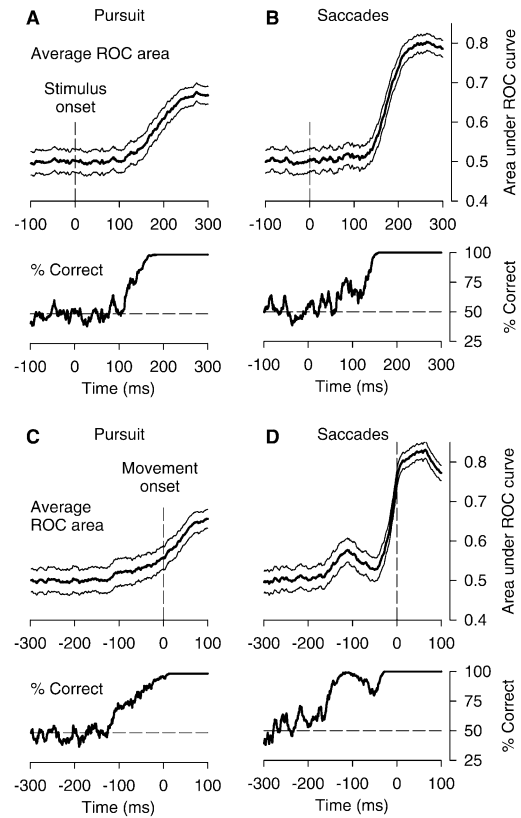 A Pursuit
B Saccades
Average ROC area
Stimulus
onset
0.8
0.7
0.6
0.5
0.4
Area under ROC curve
-100 0 100 200 300
-100 0 100 200 300
% Correct
100
75
50
25
% Correct
-100 0 100 200 300
-100 0 100 200 300
Time (ms)
Time (ms)
C Pursuit
D Saccades
Movement
onset
Average
ROC area
0.8
0.7
0.6
0.5
0.4
Area under ROC curve
-300 -200 -100 0 100
-300 -200 -100 0 100
% Correct
100
75
50
25
% Correct
-300 -200 -100 0 100
-300 -200 -100 0 100
Time (ms)
Time (ms)